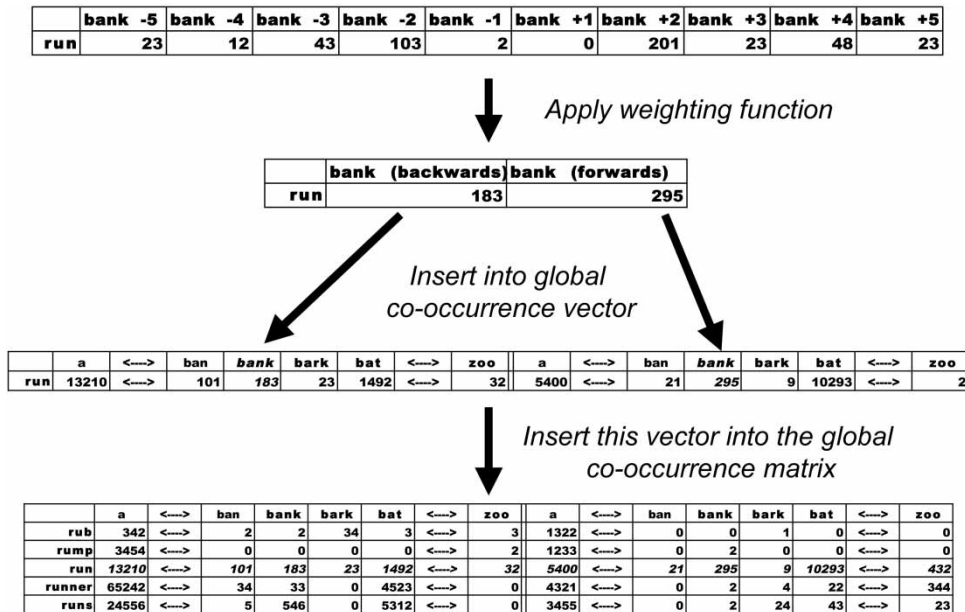 bank -5 bank -4 bank -3 bank -2 bank -1 bank +1 bank +2 bank +3 bank +4 bank +5
run 23 12 43 103 2 0 201 23 48 23
Apply weighting function
bank (backwards) bank (forwards)
run 183 295
Insert into global
co-occurrence vector
a <----> ban bank bark bat <----> zoo a <----> ban bank bark bat <----> zoo
run 13210 <----> 101 183 23 1492 <----> 32 5400 <----> 21 295 9 10293 <----> 2
Insert this vector into the global
co-occurrence matrix
a <----> ban bank bark bat <----> zoo a <----> ban bank bark bat <----> zoo
rub 342 <----> 2 2 34 3 <----> 3 1322 <----> 0 0 1 0 <----> 0
rump 3454 <----> 0 0 0 0 <----> 2 1233 <----> 0 2 0 0 <----> 0
run 13210 <----> 101 183 23 1492 <----> 32 5400 <----> 21 295 9 10293 <----> 432
runner 65242 <----> 34 33 0 4523 <----> 0 4321 <----> 0 2 4 22 <----> 344
runs 24556 <----> 5 546 0 5312 <----> 0 3455 <----> 0 2 24 43 <----> 23